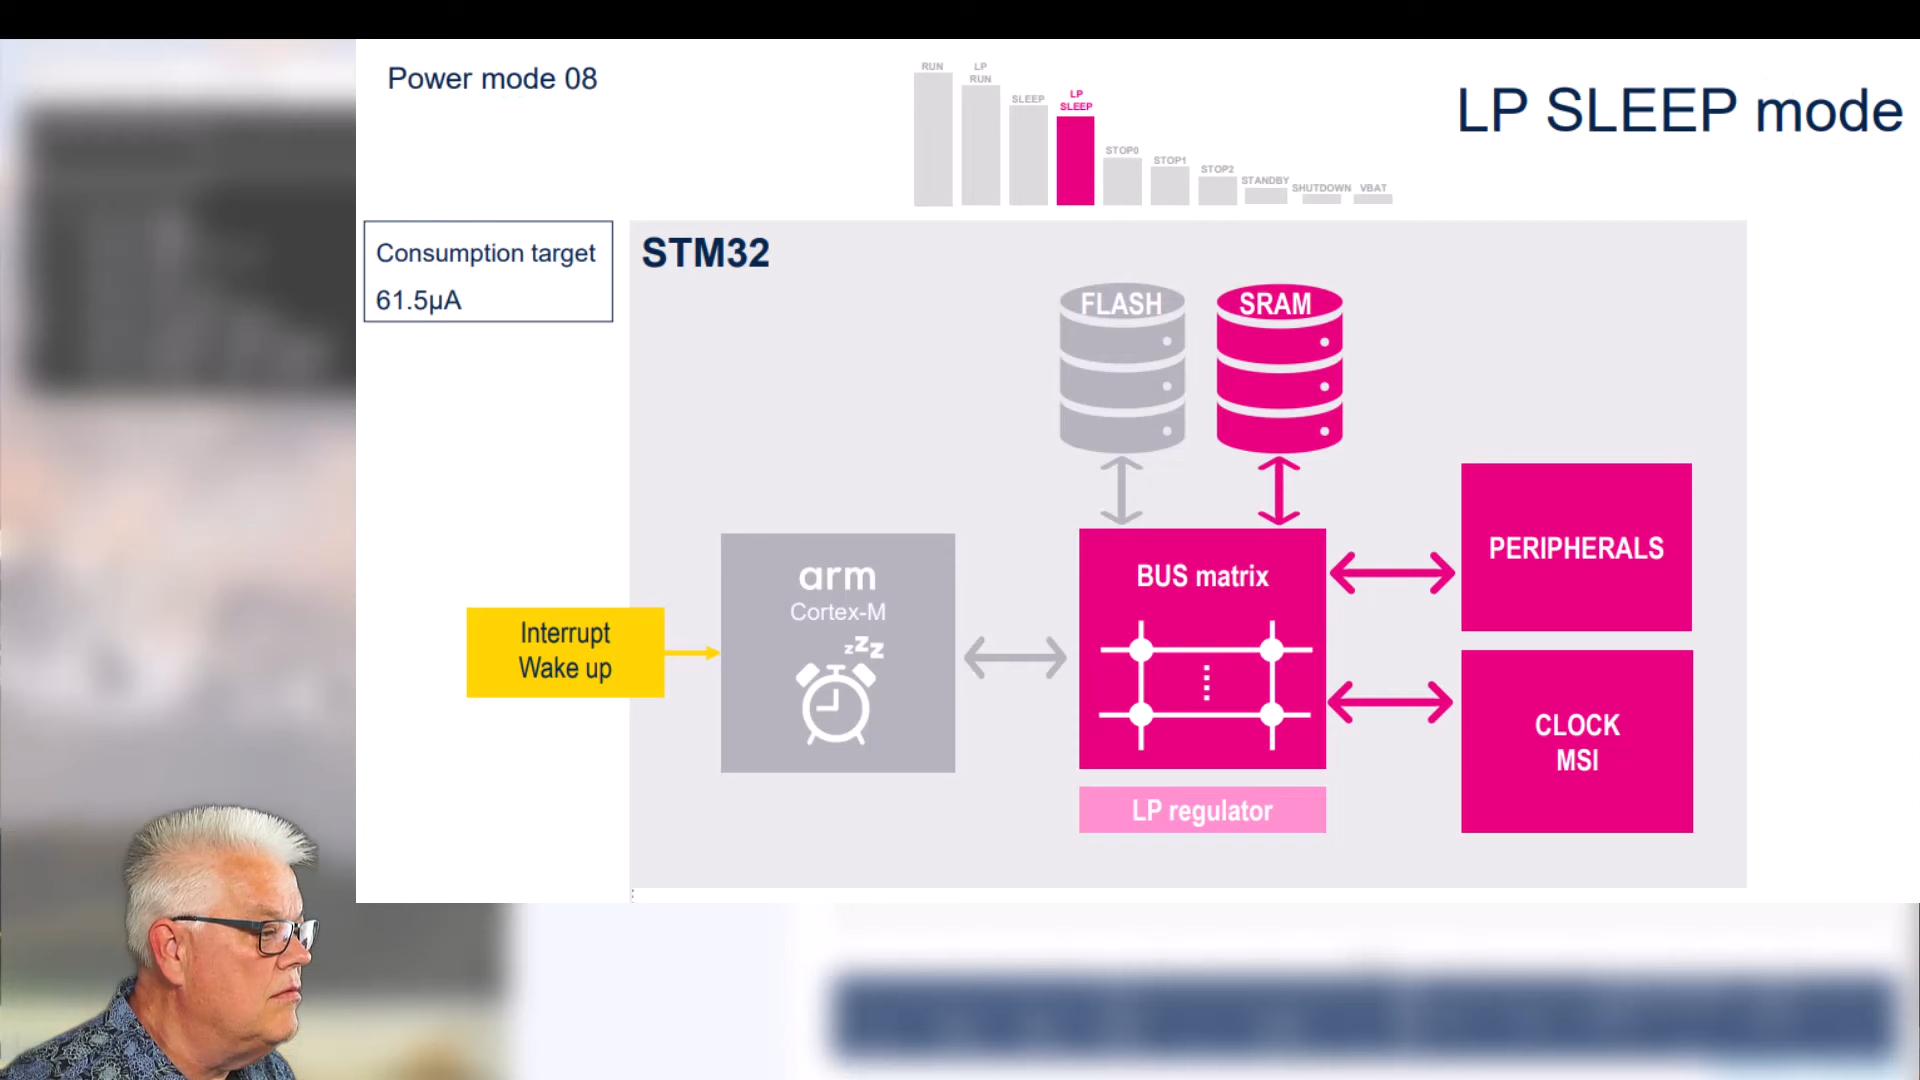 Power mode 08
RUN
LP
RUN
SLEEP
LP
SLEEP
STOP0
STOP1
STOP2
STANDBY
SHUTDOWN
VBAT
LP SLEEP mode
Consumption target
61.5µA
STM32
FLASH
SRAM
PERIPHERALS
arm
Cortex-M
zzz
BUS matrix
Interrupt
Wake up
CLOCK
MSI
LP regulator